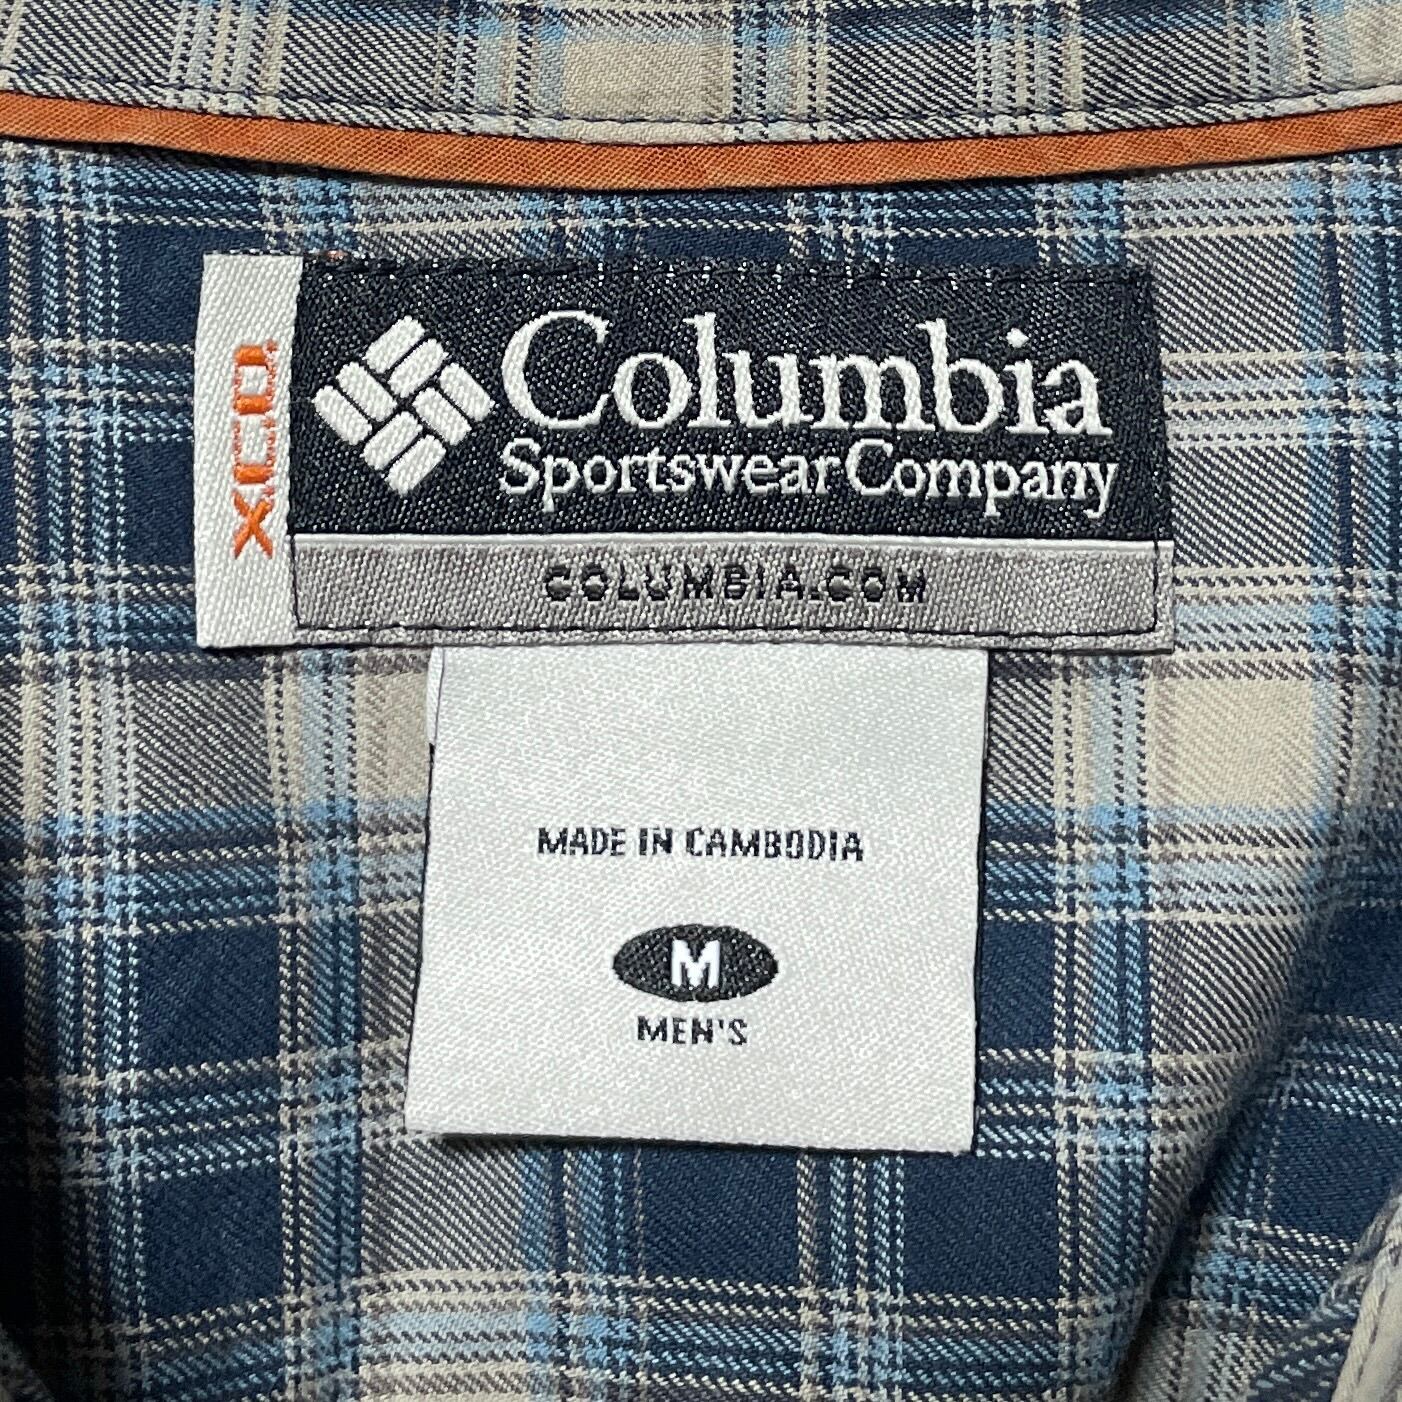 XCO
Columbia
Sportswear Company
COLUMBIA.COM
MADE IN CAMBODIA
M
MEN'S